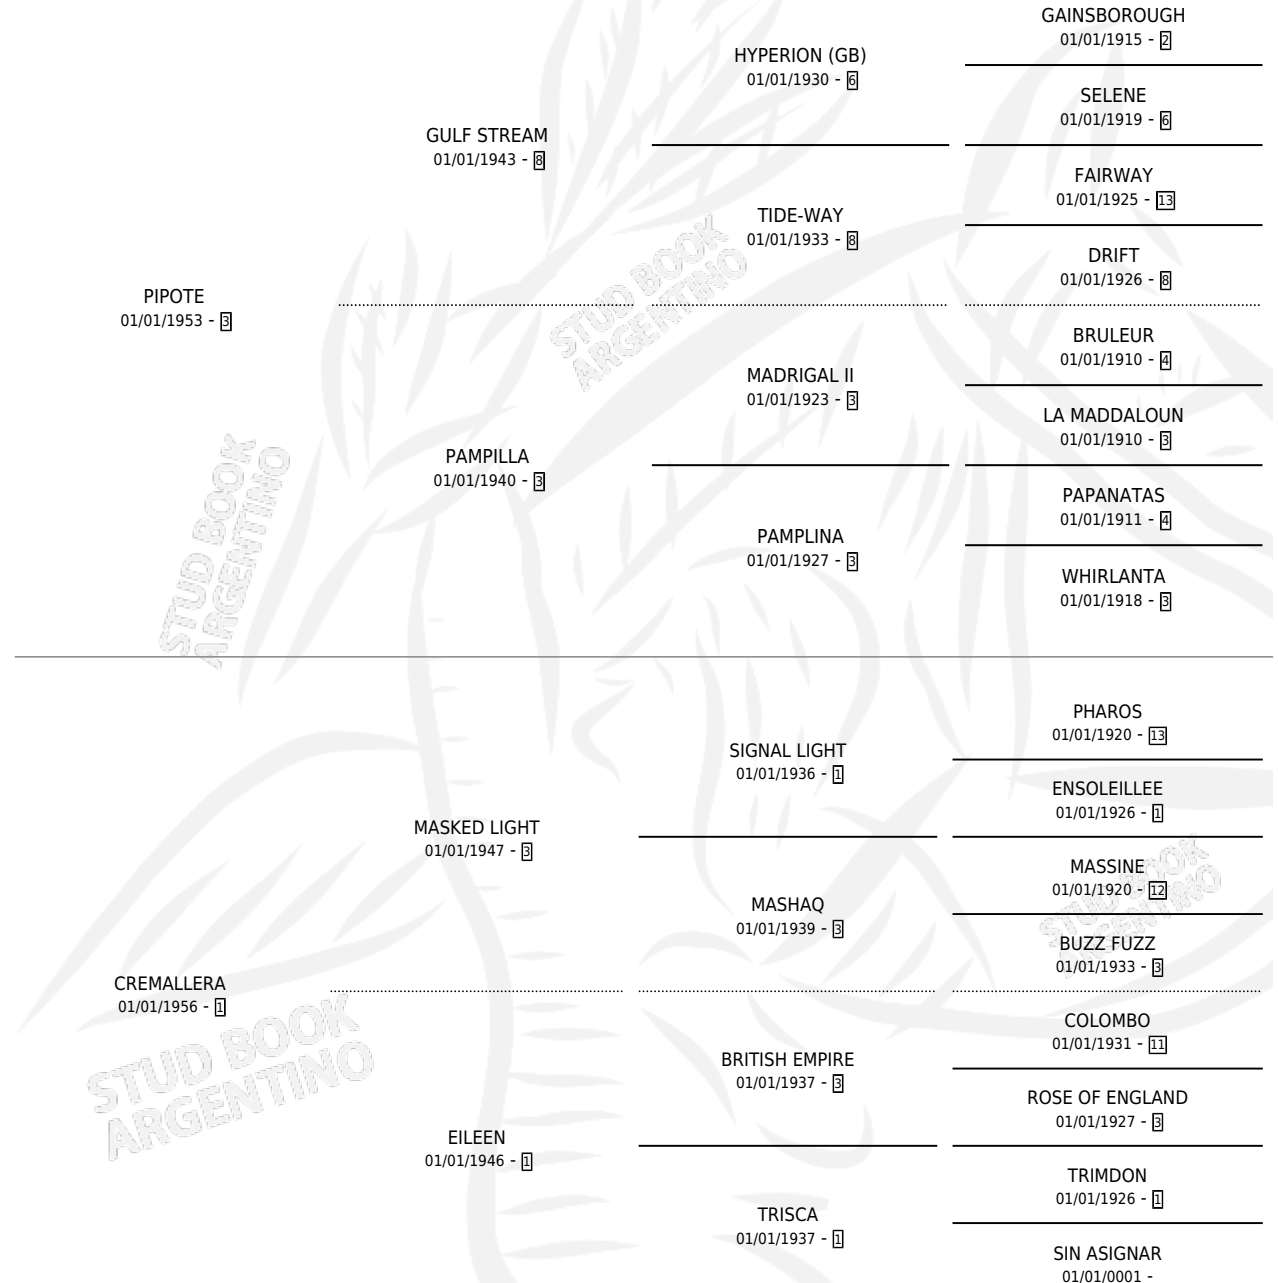 GAINSBOROUGH
01/01/1915 - 2
HYPERION (GB)
01/01/1930 - 6
SELENE
01/01/1919 - 6
GULF STREAM
01/01/1943 - 8
FAIRWAY
01/01/1925 - 13
TIDE-WAY
01/01/1933 - 8
DRIFT
01/01/1926 - 8
PIPOTE
01/01/1953 - 3
BRULEUR
01/01/1910 - 4
MADRIGAL II
01/01/1923 - 3
LA MADDALOUN
01/01/1910 - 3
PAMPILLA
01/01/1940 - 3
PAPANATAS
01/01/1911 - 4
PAMPLINA
01/01/1927 - 3
WHIRLANTA
01/01/1918 - 3
STUD BOOK
ARGENTINO
STUD BOOK
ARGENTINO
PHAROS
01/01/1920 - 13
SIGNAL LIGHT
01/01/1936 - 1
ENSOLEILLEE
01/01/1926 - 1
MASKED LIGHT
01/01/1947 - 3
MASSINE
01/01/1920 - 12
MASHAQ
01/01/1939 - 3
BUZZ FUZZ
01/01/1933 - 3
CREMALLERA
01/01/1956 - 1
COLOMBO
01/01/1931 - 11
BRITISH EMPIRE
01/01/1937 - 3
ROSE OF ENGLAND
01/01/1927 - 3
EILEEN
01/01/1946 - 1
TRIMDON
01/01/1926 - 1
TRISCA
01/01/1937 - 1
SIN ASIGNAR
01/01/0001 -
STUD BOOK
ARGENTINO
STUD BOOK
ARGENTINO